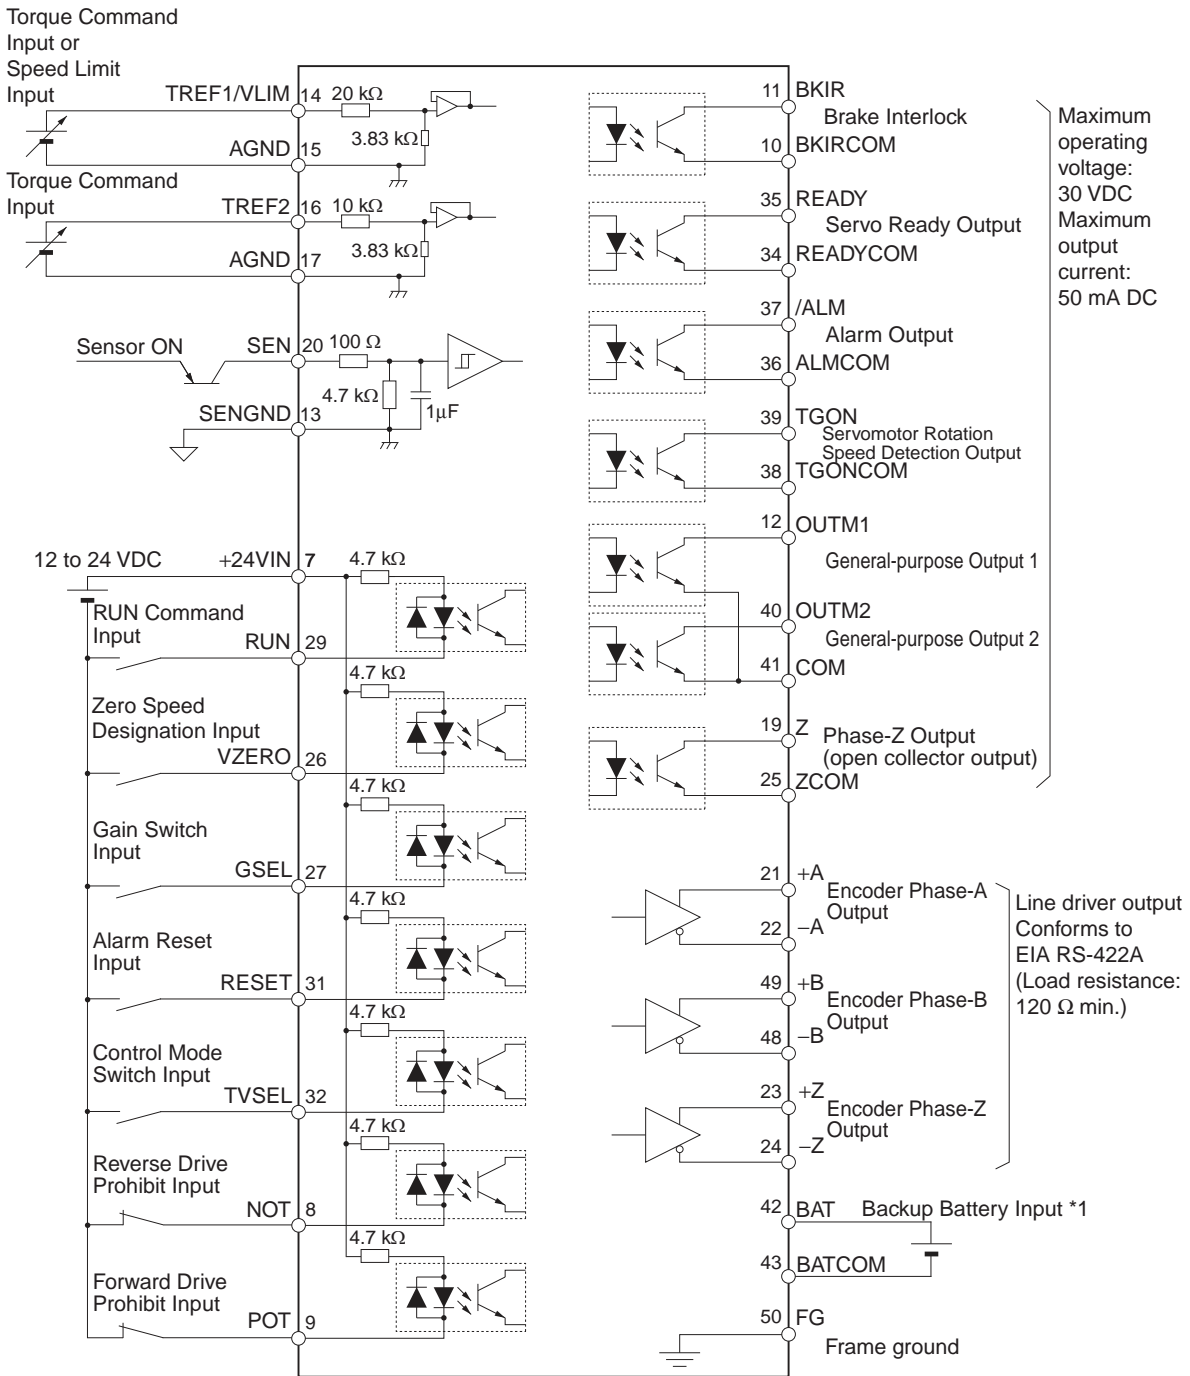 Torque Command
Input or
Speed Limit
Input
TREF1/VLIM
14
20 kΩ
3.83 kΩ
AGND
15
Torque Command
Input
TREF2
16
10 kΩ
3.83 kΩ
AGND
17
Sensor ON
SEN
20
100 Ω
4.7 kΩ
1μF
SENGND
13
12 to 24 VDC
+24VIN
7
4.7 kΩ
RUN Command
Input
RUN
29
4.7 kΩ
Zero Speed
Designation Input
VZERO
26
4.7 kΩ
Gain Switch
Input
GSEL
27
4.7 kΩ
Alarm Reset
Input
RESET
31
4.7 kΩ
Control Mode
Switch Input
TVSEL
32
4.7 kΩ
Reverse Drive
Prohibit Input
NOT
8
4.7 kΩ
Forward Drive
Prohibit Input
POT
9
11
BKIR
Brake Interlock
10
BKIRCOM
35
READY
Servo Ready Output
34
READYCOM
37
/ALM
Alarm Output
36
ALMCOM
39
TGON
Servomotor Rotation
Speed Detection Output
38
TGONCOM
12
OUTM1
General-purpose Output 1
40
OUTM2
General-purpose Output 2
41
COM
19
Z
Phase-Z Output
(open collector output)
25
ZCOM
Maximum
operating
voltage:
30 VDC
Maximum
output
current:
50 mA DC
21
+A
Encoder Phase-A
Output
22
−A
49
+B
Encoder Phase-B
Output
48
−B
23
+Z
Encoder Phase-Z
Output
24
−Z
Line driver output
Conforms to
EIA RS-422A
(Load resistance:
120 Ω min.)
42
BAT
Backup Battery Input *1
43
BATCOM
50
FG
Frame ground